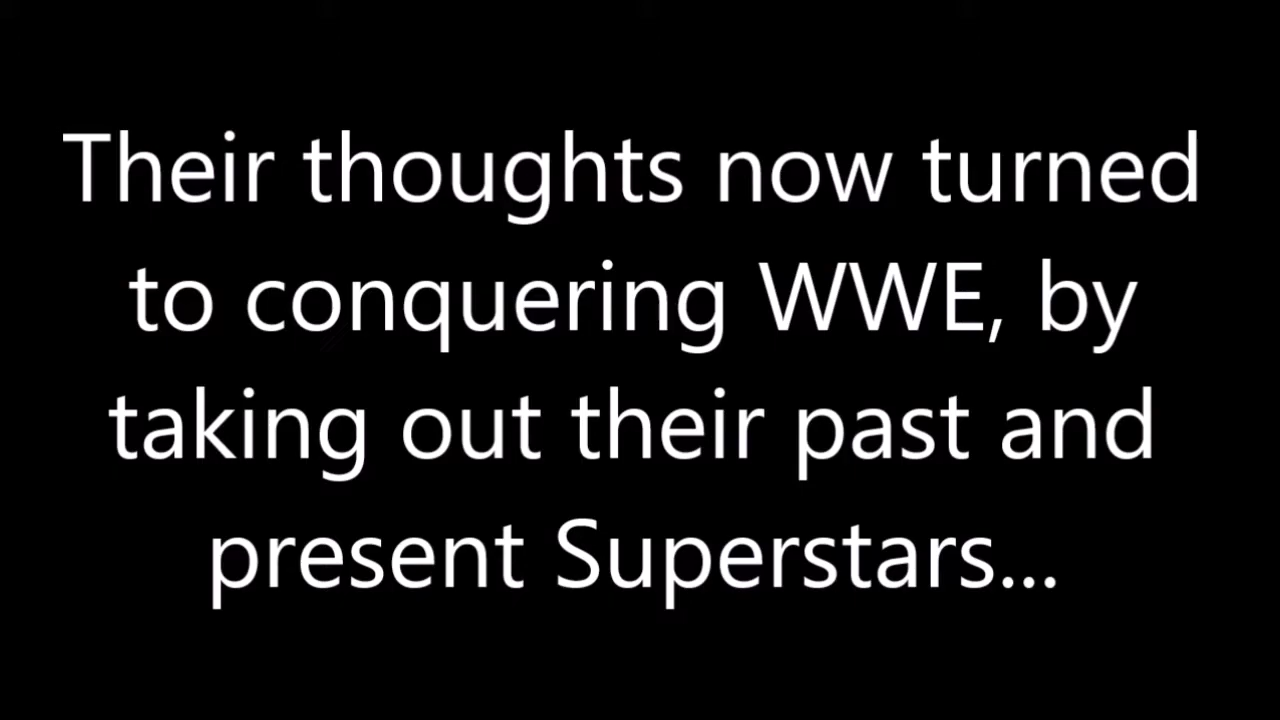 Their thoughts now turned
to conquering WWE, by
taking out their past and
present Superstars...